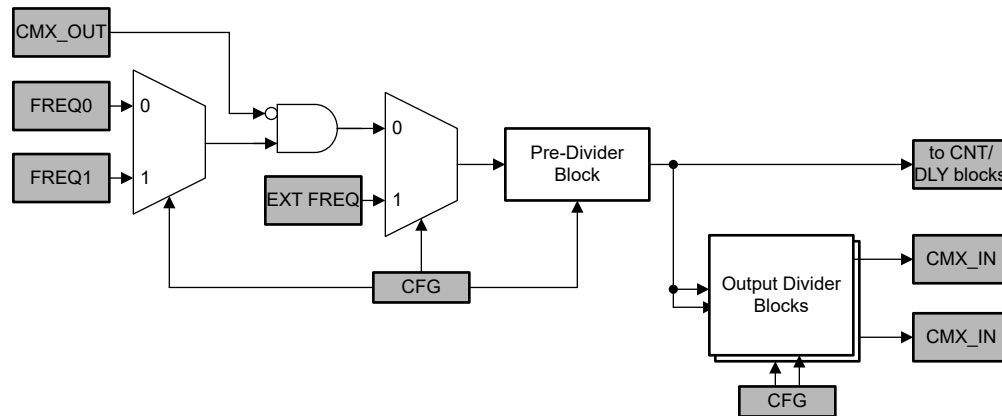 CMX_OUT
FREQ0
0
FREQ1
1
0
EXT FREQ
1
Pre-Divider
Block
to CNT/
DLY blocks
CFG
Output Divider
Blocks
CMX_IN
CMX_IN
CFG